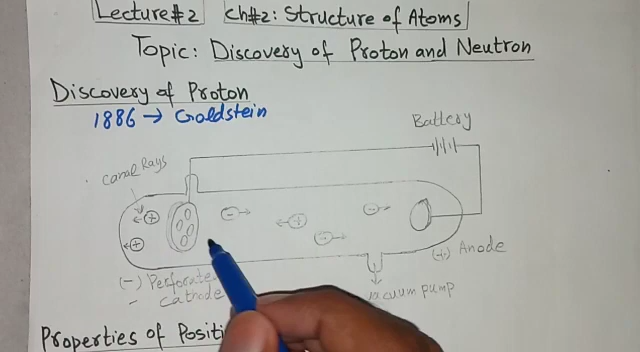 Lecture#2 Ch#2: Structure of Atoms
Topic: Discovery of Proton and Neutron
Discovery of Proton
1886 → Goldstein
Battery
Canal Rays
(-) Perforate
cathode
(+) Anode
vacuum pump
Properties of Positi